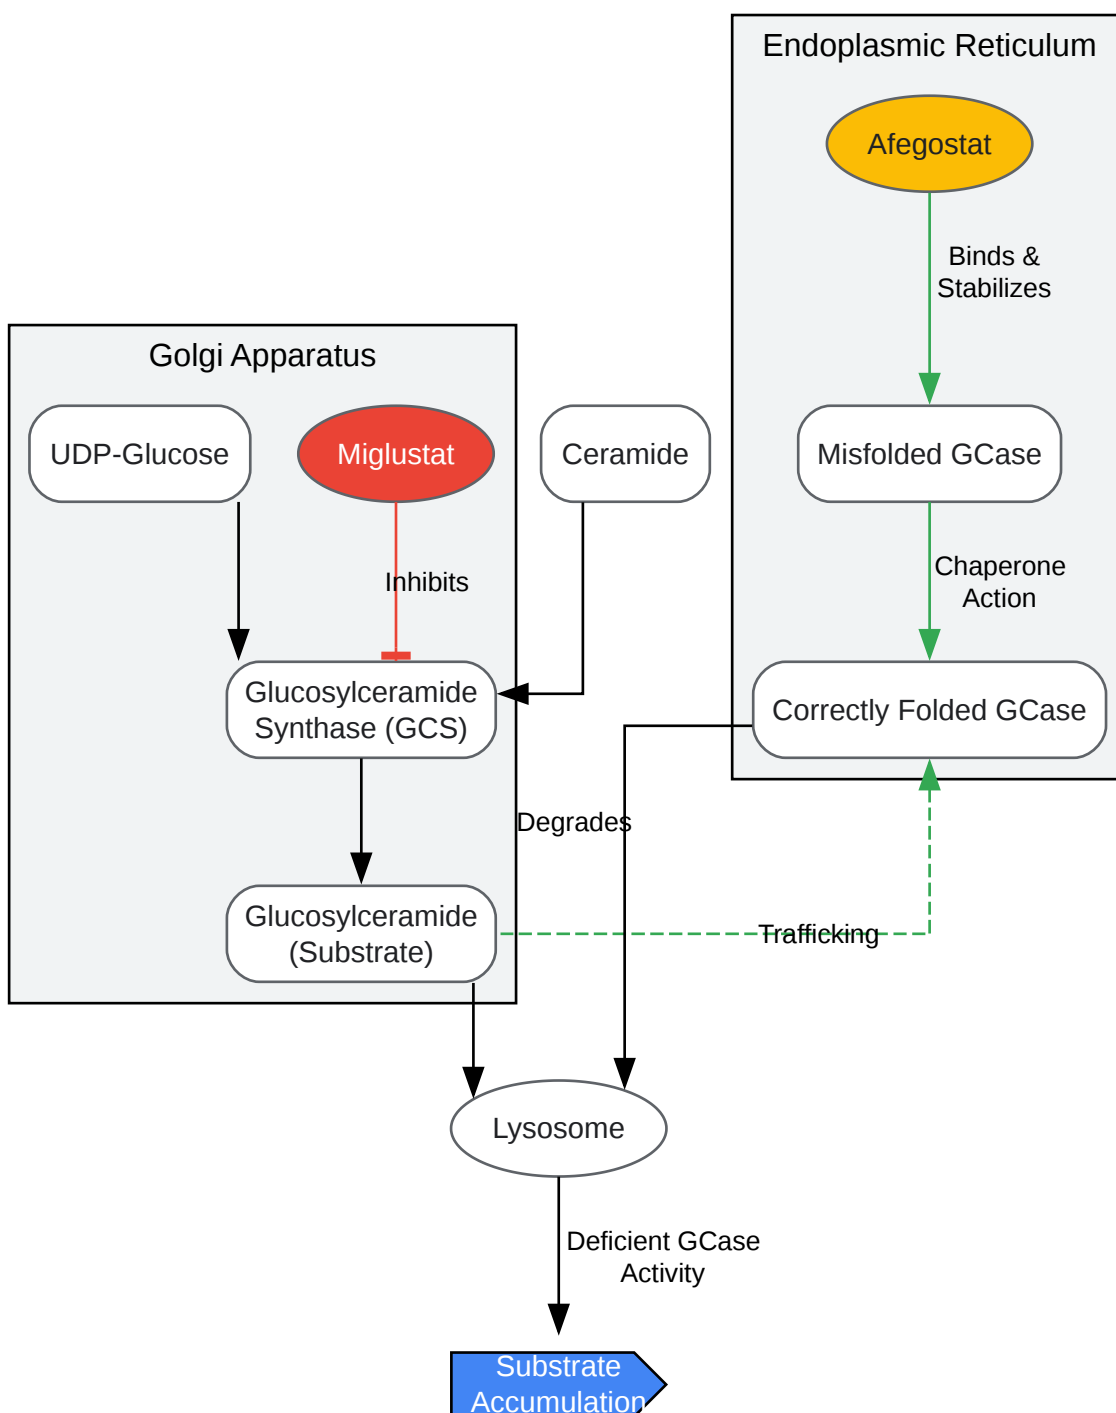 Endoplasmic Reticulum
Afegostat
Binds &
Stabilizes
Golgi Apparatus
UDP-Glucose
Miglustat
Ceramide
Misfolded GCase
Inhibits
Chaperone
Action
Glucosylceramide
Synthase (GCS)
Correctly Folded GCase
Degrades
Glucosylceramide
(Substrate)
Trafficking
Lysosome
Deficient GCase
Activity
Substrate
Accumulation